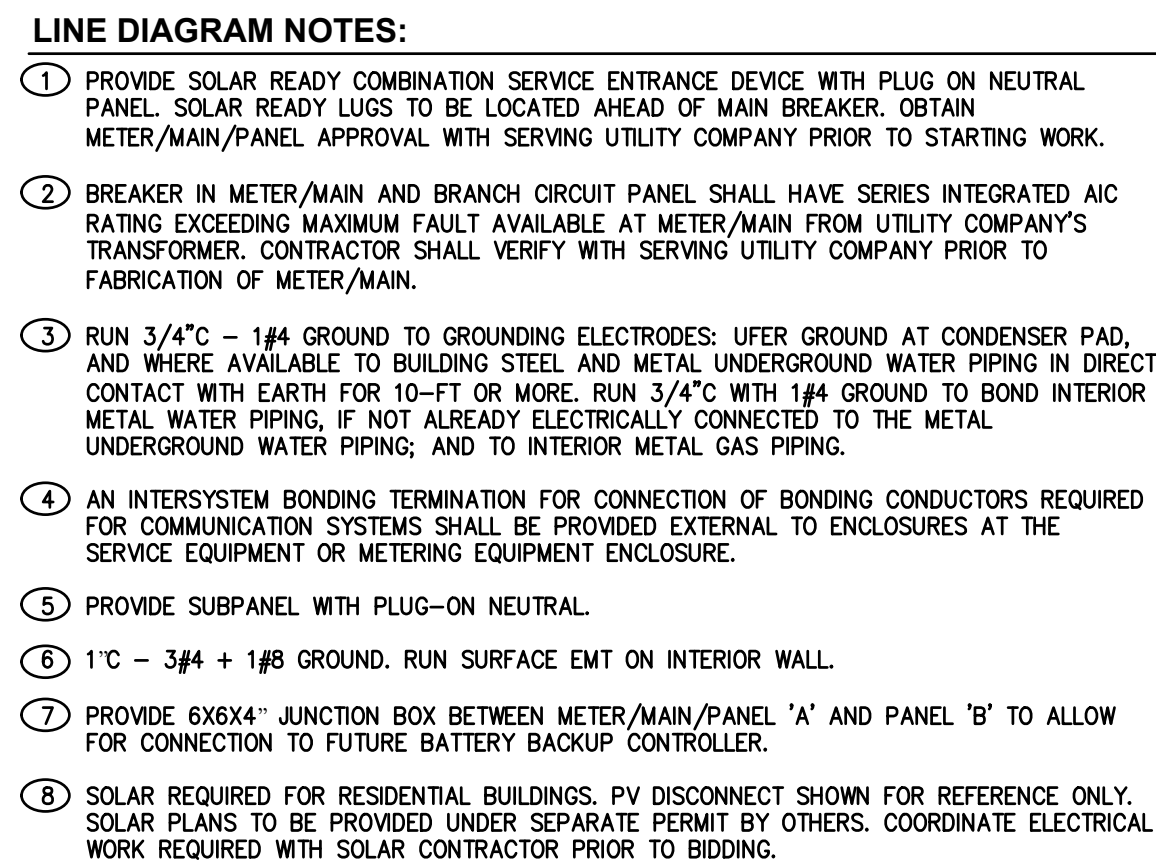 LINE DIAGRAM NOTES:
1 PROVIDE SOLAR READY COMBINATION SERVICE ENTRANCE DEVICE WITH PLUG ON NEUTRAL
PANEL. SOLAR READY LUGS TO BE LOCATED AHEAD OF MAIN BREAKER. OBTAIN
METER/MAIN/PANEL APPROVAL WITH SERVING UTILITY COMPANY PRIOR TO STARTING WORK.
2 BREAKER IN METER/MAIN AND BRANCH CIRCUIT PANEL SHALL HAVE SERIES INTEGRATED AIC
RATING EXCEEDING MAXIMUM FAULT AVAILABLE AT METER/MAIN FROM UTILITY COMPANY'S
TRANSFORMER. CONTRACTOR SHALL VERIFY WITH SERVING UTILITY COMPANY PRIOR TO
FABRICATION OF METER/MAIN.
3 RUN 3/4"C – 1#4 GROUND TO GROUNDING ELECTRODES: UFER GROUND AT CONDENSER PAD,
AND WHERE AVAILABLE TO BUILDING STEEL AND METAL UNDERGROUND WATER PIPING IN DIRECT
CONTACT WITH EARTH FOR 10–FT OR MORE. RUN 3/4"C WITH 1#4 GROUND TO BOND INTERIOR
METAL WATER PIPING, IF NOT ALREADY ELECTRICALLY CONNECTED TO THE METAL
UNDERGROUND WATER PIPING; AND TO INTERIOR METAL GAS PIPING.
4 AN INTERSYSTEM BONDING TERMINATION FOR CONNECTION OF BONDING CONDUCTORS REQUIRED
FOR COMMUNICATION SYSTEMS SHALL BE PROVIDED EXTERNAL TO ENCLOSURES AT THE
SERVICE EQUIPMENT OR METERING EQUIPMENT ENCLOSURE.
5 PROVIDE SUBPANEL WITH PLUG–ON NEUTRAL.
6 1”C – 3#4 + 1#8 GROUND. RUN SURFACE EMT ON INTERIOR WALL.
7 PROVIDE 6X6X4” JUNCTION BOX BETWEEN METER/MAIN/PANEL 'A' AND PANEL 'B' TO ALLOW
FOR CONNECTION TO FUTURE BATTERY BACKUP CONTROLLER.
8 SOLAR REQUIRED FOR RESIDENTIAL BUILDINGS. PV DISCONNECT SHOWN FOR REFERENCE ONLY.
SOLAR PLANS TO BE PROVIDED UNDER SEPARATE PERMIT BY OTHERS. COORDINATE ELECTRICAL
WORK REQUIRED WITH SOLAR CONTRACTOR PRIOR TO BIDDING.